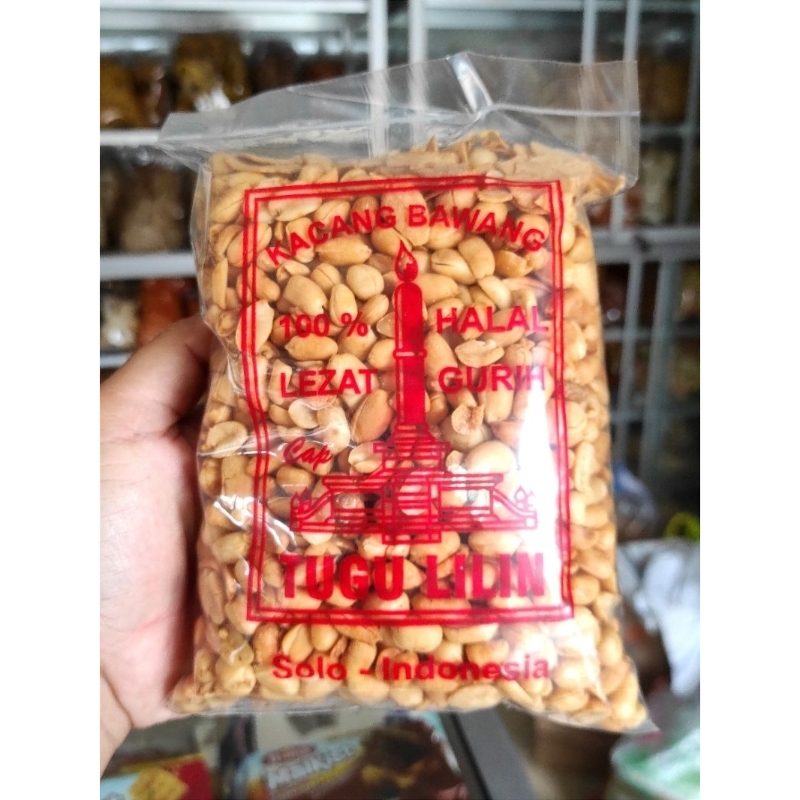 KACANG BAWANG
100 % HALAL
LEZAT GURIH
Cap
TUGU LILIN
Solo - Indonesia